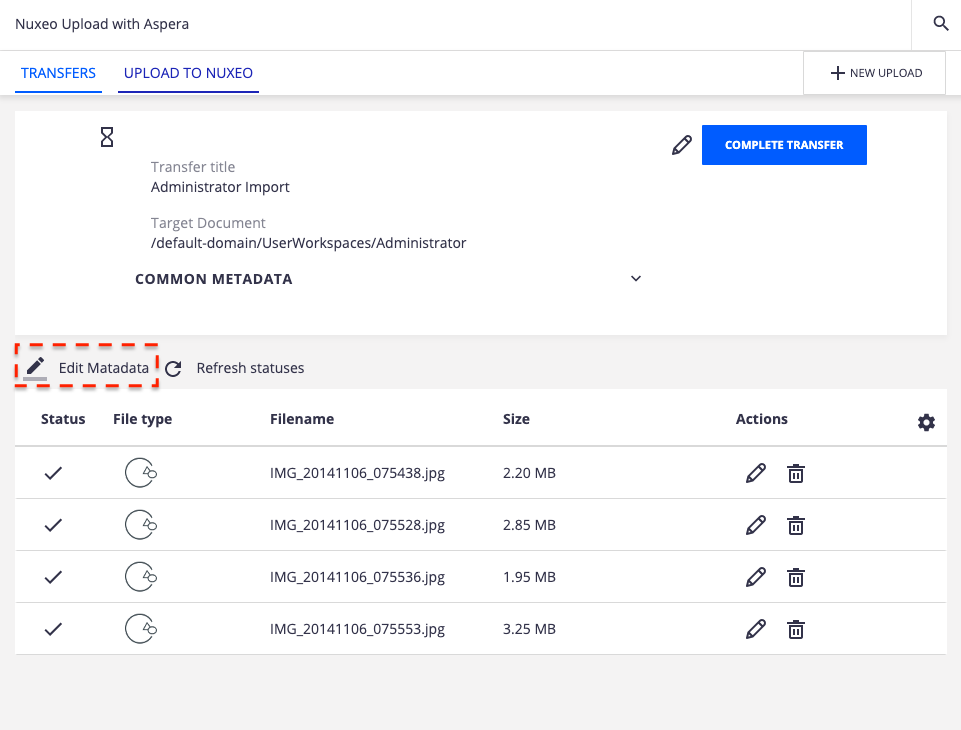 Nuxeo Upload with Aspera
TRANSFERS UPLOAD TO NUXEO NEW UPLOAD
COMPLETE TRANSFER
Transfer title
Administrator Import
Target Document
/default-domain/UserWorkspaces/Administrator
COMMON METADATA
Edit Matadata Refresh statuses
Status File type Filename Size Actions
IMG_20141106_075438.jpg 2.20 MB
IMG_20141106_075528.jpg 2.85 MB
IMG_20141106_075536.jpg 1.95 MB
IMG_20141106_075553.jpg 3.25 MB